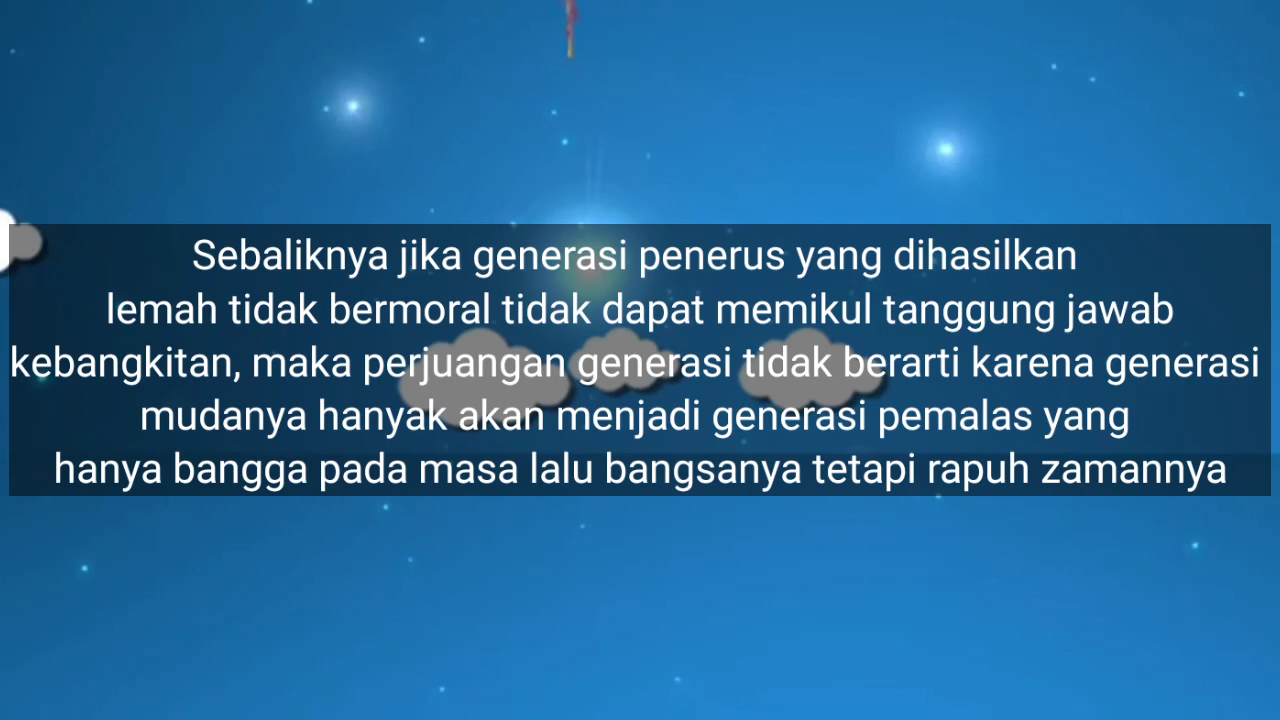 Sebaliknya jika generasi penerus yang dihasilkan
lemah tidak bermoral tidak dapat memikul tanggung jawab
kebangkitan, maka perjuangan generasi tidak berarti karena generasi
mudanya hanyak akan menjadi generasi pemalas yang
hanya bangga pada masa lalu bangsanya tetapi rapuh zamannya